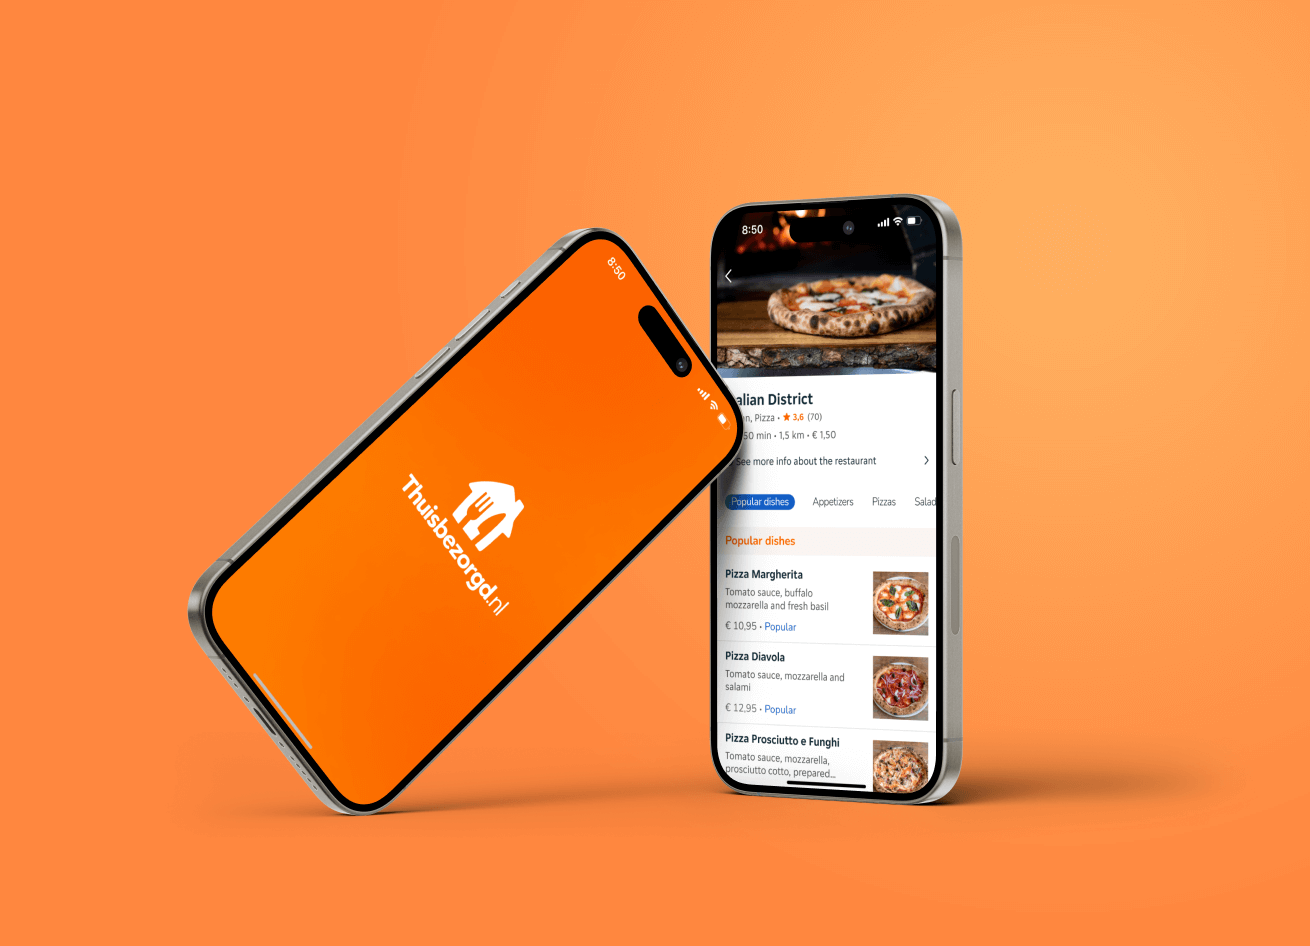 8:50
Thuisbezorgd.nl
8:50
alian District
n, Pizza • ★ 3,6 (70)
50 min • 1,5 km • € 1,50
See more info about the restaurant
Popular dishes Appetizers Pizzas Salad
Popular dishes
Pizza Margherita
Tomato sauce, buffalo
mozzarella and fresh basil
€ 10,95 • Popular
Pizza Diavola
Tomato sauce, mozzarella and
salami
€ 12,95 • Popular
Pizza Prosciutto e Funghi
Tomato sauce, mozzarella,
prosciutto cotto, prepared...